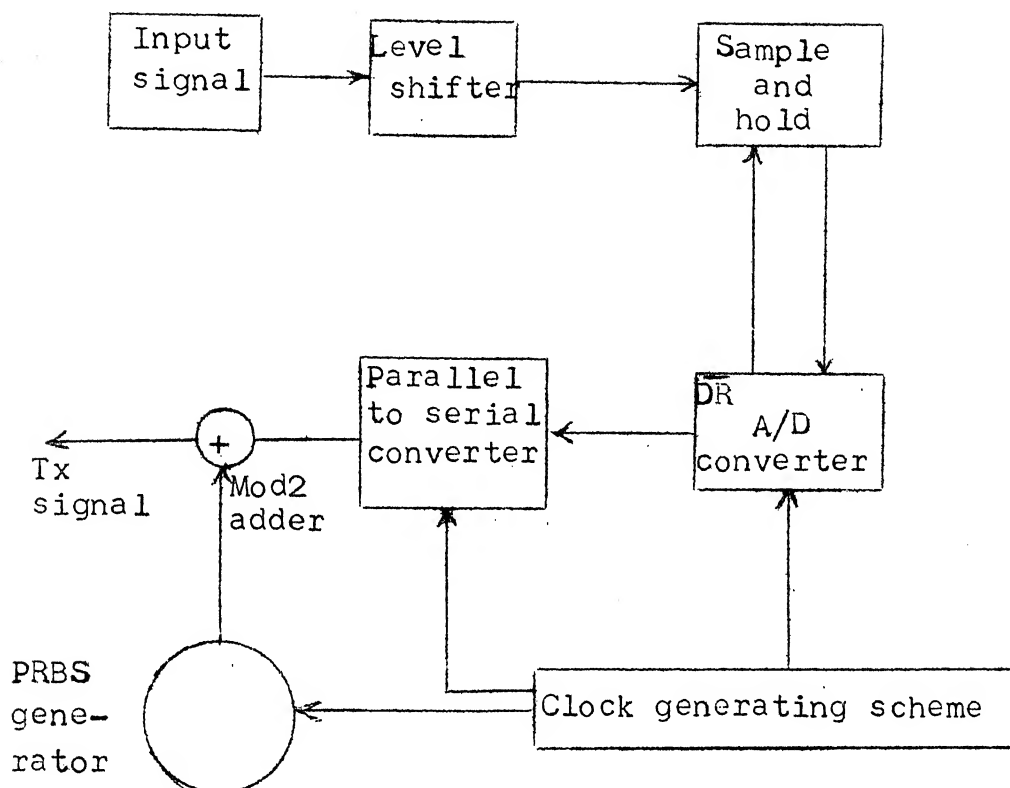 Input
signal
Level
shifter
Sample
and
hold
Parallel
to serial
converter
D̅R̅
A/D
converter
+
Tx
signal
Mod2
adder
PRBS
gene-
rator
Clock generating scheme